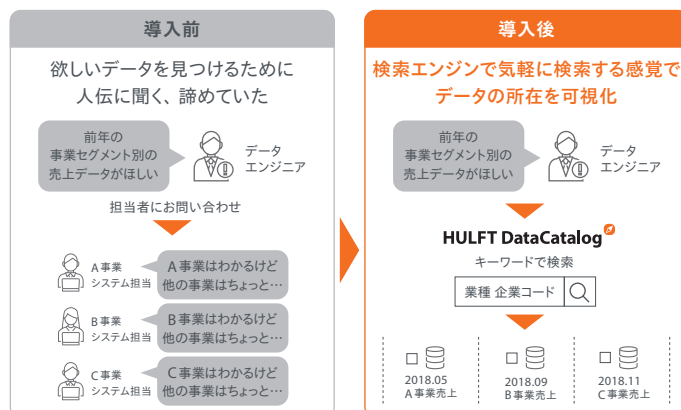 導入前
欲しいデータを見つけるために
人伝に聞く、諦めていた
前年の
事業セグメント別の
売上データがほしい
データ
エンジニア
担当者にお問い合わせ
A事業
システム担当
A事業はわかるけど
他の事業はちょっと…
B事業
システム担当
B事業はわかるけど
他の事業はちょっと…
C事業
システム担当
C事業はわかるけど
他の事業はちょっと…
導入後
検索エンジンで気軽に検索する感覚で
データの所在を可視化
前年の
事業セグメント別の
売上データがほしい
データ
エンジニア
HULFT DataCatalog
キーワードで検索
業種 企業コード
2018.05
A事業売上
2018.09
B事業売上
2018.11
C事業売上